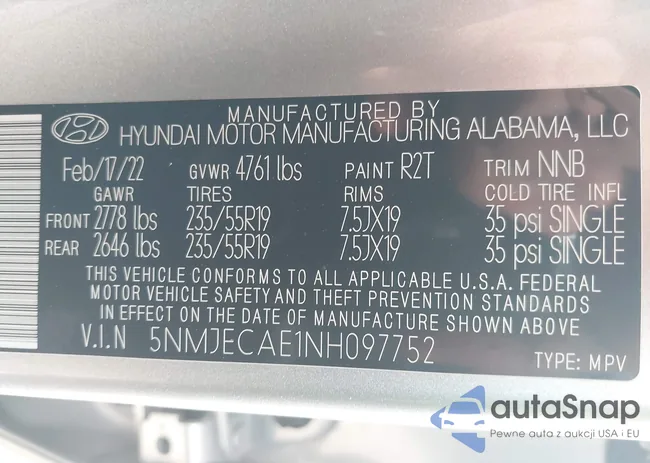 MANUFACTURED BY
HYUNDAI MOTOR MANUFACTURING ALABAMA, LLC
Feb/17/22 GVWR 4761 lbs PAINT R2T TRIM NNB
GAWR TIRES RIMS COLD TIRE INFL
FRONT 2778 lbs 235/55R19 7.5JX19 35 psi SINGLE
REAR 2646 lbs 235/55R19 7.5JX19 35 psi SINGLE
THIS VEHICLE CONFORMS TO ALL APPLICABLE U.S.A. FEDERAL
MOTOR VEHICLE SAFETY AND THEFT PREVENTION STANDARDS
IN EFFECT ON THE DATE OF MANUFACTURE SHOWN ABOVE
V.I.N 5NMJECAE1NH097752
TYPE: MPV
autaSnap
Pewne auta z aukcji USA i EU